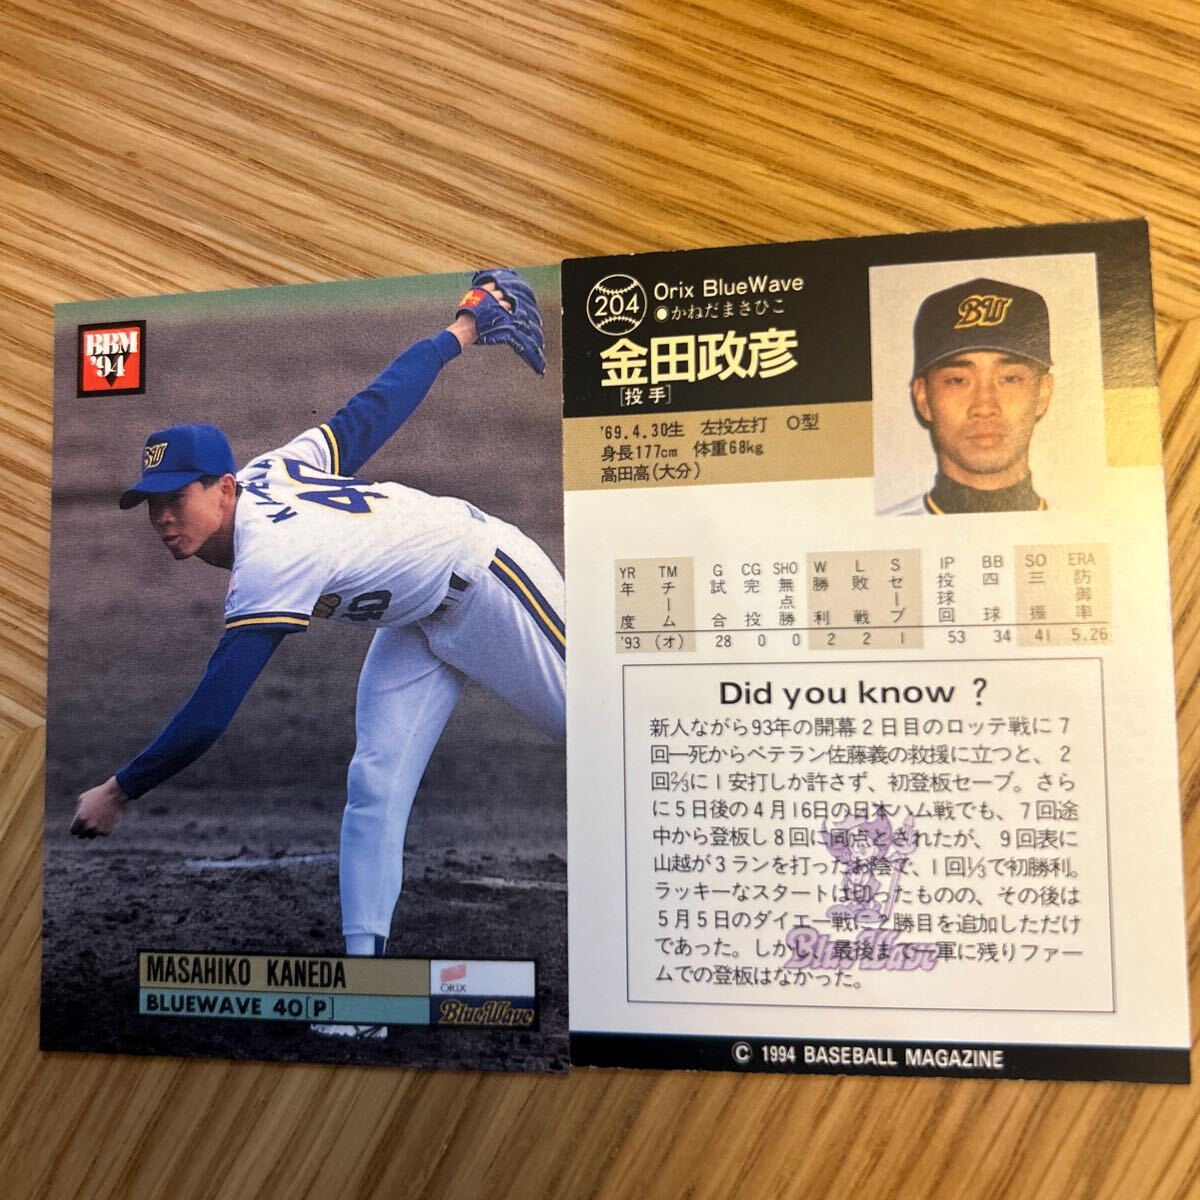 BBM
'94
BW
KANEDA
40
40
MASAHIKO KANEDA
BLUEWAVE 40[P]
ORIX
BlueWave
204
Orix BlueWave
●かねだまさひこ
金田政彦
[投手]
BW
'69.4.30生 左投左打 O型
身長177cm 体重68kg
高田高(大分)
YR TM G CG SHO W L S IP BB SO ERA
年度 チーム 試合 完投 無点勝 勝利 敗戦 セーブ 投球回 四球 三振 防御率
'93 (オ) 28 0 0 2 2 1 53 34 41 5.26
Did you know ?
新人ながら93年の開幕2日目のロッテ戦に7
回一死からベテラン佐藤義の救援に立つと、2
回2/3に1安打しか許さず、初登板セーブ。さら
に5日後の4月16日の日本ハム戦でも、7回途
中から登板し8回に同点とされたが、9回表に
山越が3ランを打ったお陰で、1回1/3で初勝利。
ラッキーなスタートは切ったものの、その後は
5月5日のダイエー戦に2勝目を追加しただけ
であった。しかし、最後まで一軍に残りファー
ムでの登板はなかった。
BlueWave
© 1994 BASEBALL MAGAZINE